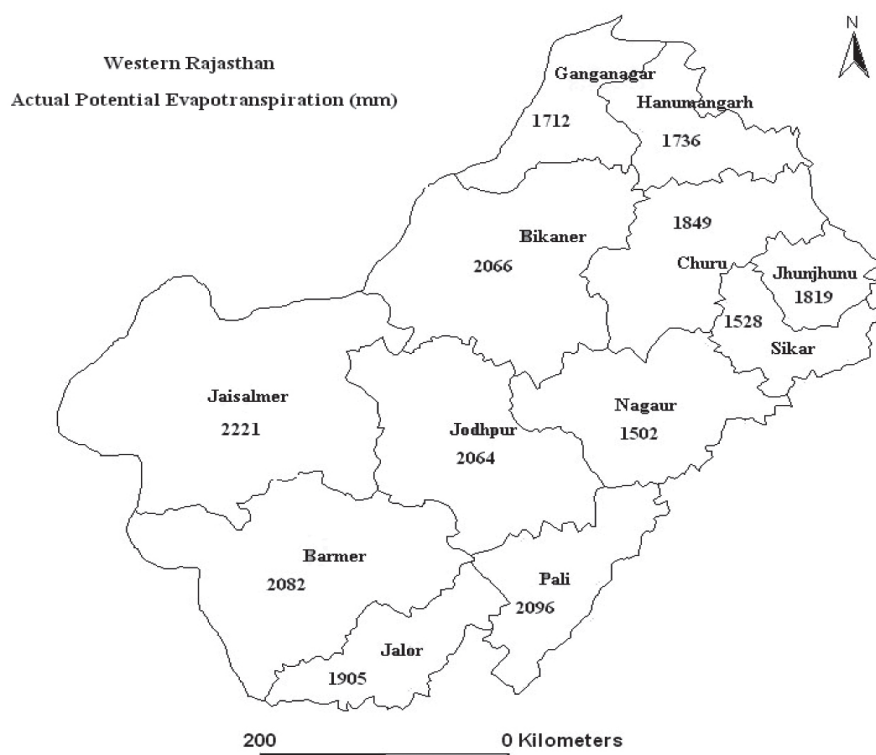 N
Western Rajasthan
Actual Potential Evapotranspiration (mm)
Ganganagar
1712
Hanumangarh
1736
Bikaner
2066
1849
Churu
Jhunjhunu
1819
1528
Sikar
Jaisalmer
2221
Jodhpur
2064
Nagaur
1502
Barmer
2082
Pali
2096
Jalor
1905
200 0 Kilometers